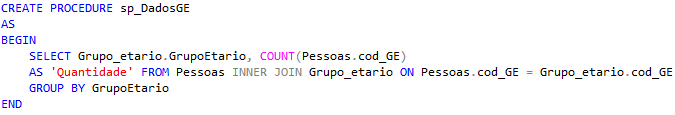 CREATE PROCEDURE sp_DadosGE
AS
BEGIN
    SELECT Grupo_etario.GrupoEtario, COUNT(Pessoas.cod_GE)
    AS 'Quantidade' FROM Pessoas INNER JOIN Grupo_etario ON Pessoas.cod_GE = Grupo_etario.cod_GE
    GROUP BY GrupoEtario
END